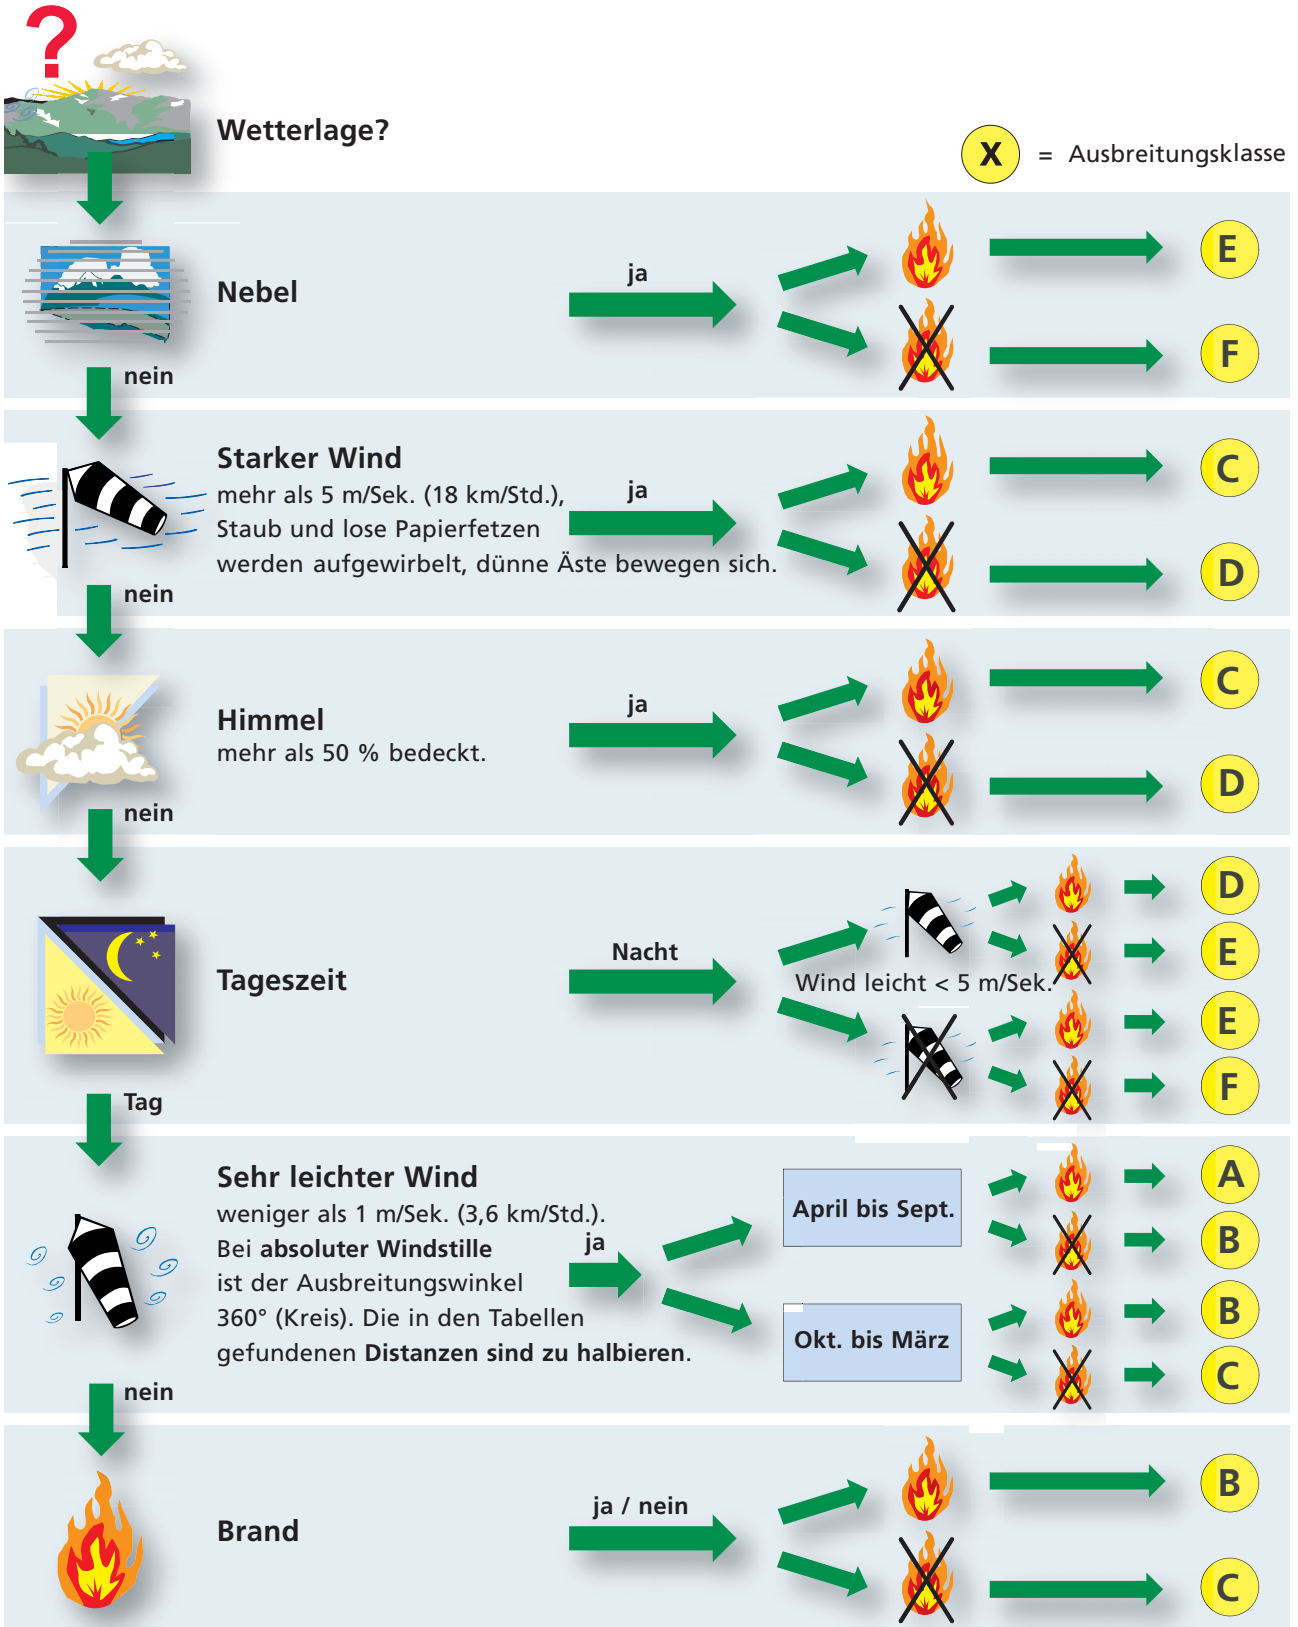 ?
Wetterlage?
X = Ausbreitungsklasse
Nebel
ja
E
F
nein
Starker Wind
mehr als 5 m/Sek. (18 km/Std.),
Staub und lose Papierfetzen
werden aufgewirbelt, dünne Äste bewegen sich.
ja
C
D
nein
Himmel
mehr als 50 % bedeckt.
ja
C
D
nein
Tageszeit
Nacht
Wind leicht < 5 m/Sek.
D
E
E
F
Tag
Sehr leichter Wind
weniger als 1 m/Sek. (3,6 km/Std.).
Bei absoluter Windstille
ist der Ausbreitungswinkel
360° (Kreis). Die in den Tabellen
gefundenen Distanzen sind zu halbieren.
ja
April bis Sept.
A
B
Okt. bis März
B
C
nein
Brand
ja / nein
B
C